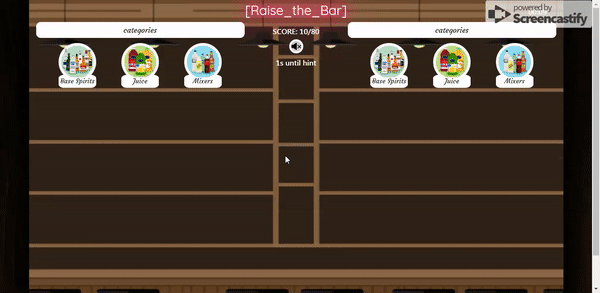 [Raise_the_Bar]
powered by
Screencastify
categories
SCORE: 10/80
categories
1s until hint
Base Spirits
Juice
Mixers
Base Spirits
Juice
Mixers